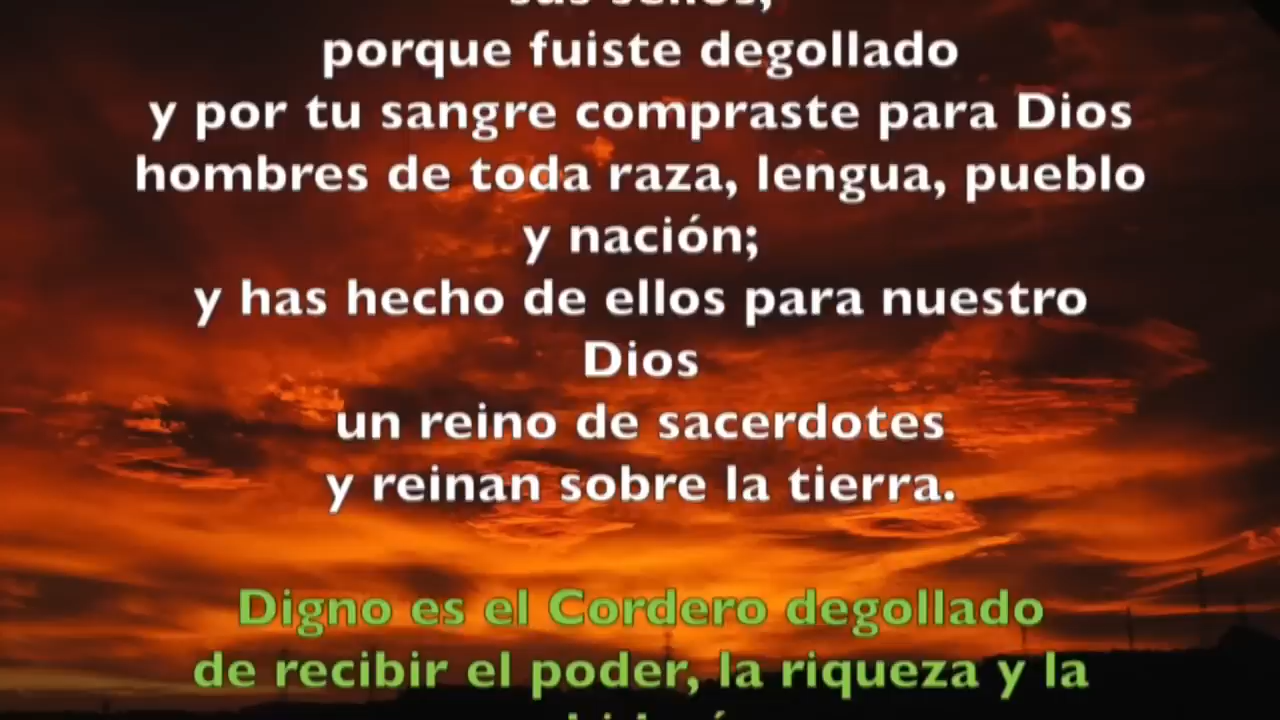 sus sellos,
porque fuiste degollado
y por tu sangre compraste para Dios
hombres de toda raza, lengua, pueblo
y nación;
y has hecho de ellos para nuestro
Dios
un reino de sacerdotes
y reinan sobre la tierra.
Digno es el Cordero degollado
de recibir el poder, la riqueza y la